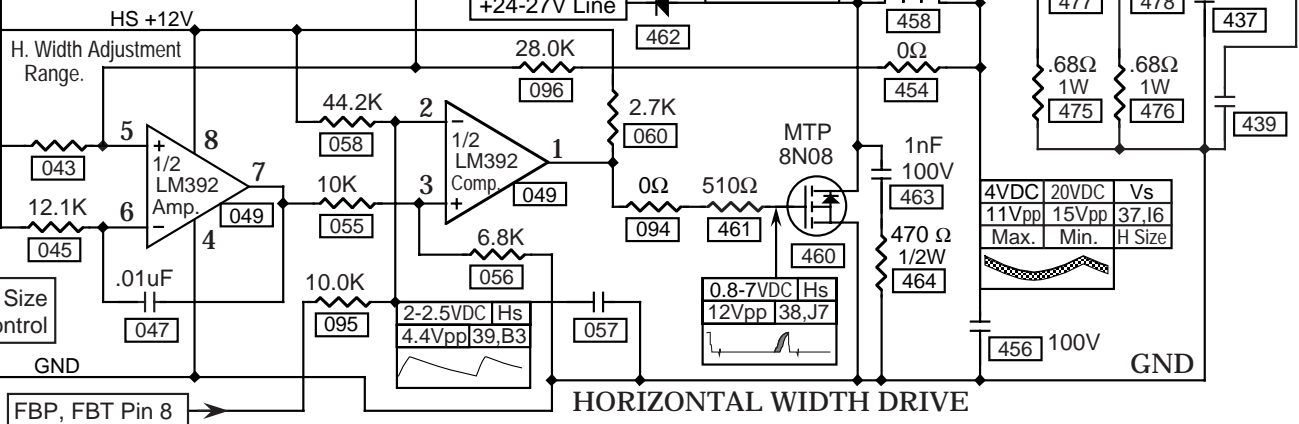 +24-27V Line
462
458
477
478
437
HS +12V
H. Width Adjustment
Range.
28.0K
096
0Ω
454
.68Ω
1W
475
.68Ω
1W
476
439
44.2K
058
2.7K
060
5
043
8
1/2
LM392
Amp.
7
049
2
1/2
LM392
Comp.
1
049
MTP
8N08
1nF
100V
463
10K
055
3
0Ω
094
510Ω
461
460
4VDC 20VDC Vs
11Vpp 15Vpp 37,I6
Max. Min. H Size
12.1K
045
6
4
6.8K
056
470 Ω
1/2W
464
Size
ontrol
.01uF
047
10.0K
095
2-2.5VDC Hs
4.4Vpp 39,B3
057
0.8-7VDC Hs
12Vpp 38,J7
456
100V
GND
GND
FBP, FBT Pin 8
HORIZONTAL WIDTH DRIVE